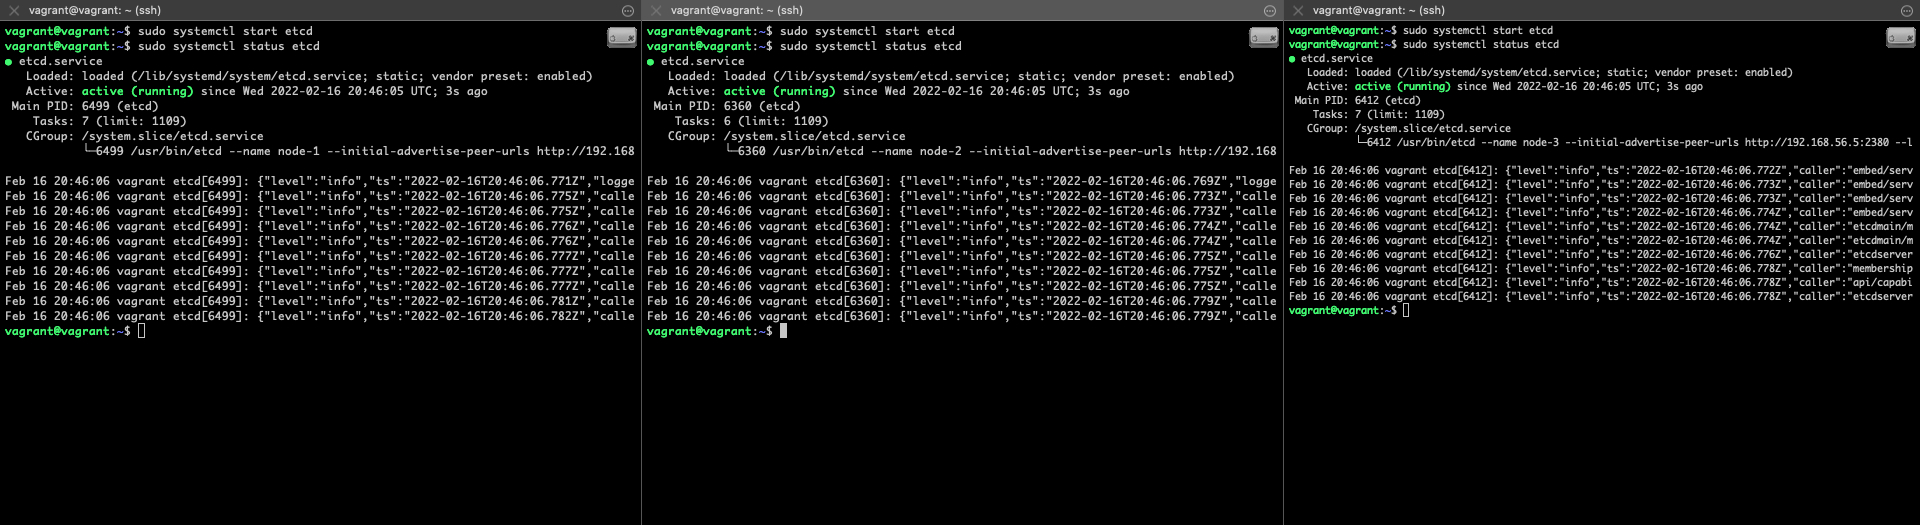 vagrant@vagrant: ~ (ssh)
vagrant@vagrant:~$ sudo systemctl start etcd
vagrant@vagrant:~$ sudo systemctl status etcd
● etcd.service
Loaded: loaded (/lib/systemd/system/etcd.service; static; vendor preset: enabled)
Active: active (running) since Wed 2022-02-16 20:46:05 UTC; 3s ago
Main PID: 6499 (etcd)
Tasks: 7 (limit: 1109)
CGroup: /system.slice/etcd.service
└─6499 /usr/bin/etcd --name node-1 --initial-advertise-peer-urls http://192.168
Feb 16 20:46:06 vagrant etcd[6499]: {"level":"info","ts":"2022-02-16T20:46:06.771Z","logge
Feb 16 20:46:06 vagrant etcd[6499]: {"level":"info","ts":"2022-02-16T20:46:06.775Z","calle
Feb 16 20:46:06 vagrant etcd[6499]: {"level":"info","ts":"2022-02-16T20:46:06.775Z","calle
Feb 16 20:46:06 vagrant etcd[6499]: {"level":"info","ts":"2022-02-16T20:46:06.776Z","calle
Feb 16 20:46:06 vagrant etcd[6499]: {"level":"info","ts":"2022-02-16T20:46:06.776Z","calle
Feb 16 20:46:06 vagrant etcd[6499]: {"level":"info","ts":"2022-02-16T20:46:06.777Z","calle
Feb 16 20:46:06 vagrant etcd[6499]: {"level":"info","ts":"2022-02-16T20:46:06.777Z","calle
Feb 16 20:46:06 vagrant etcd[6499]: {"level":"info","ts":"2022-02-16T20:46:06.777Z","calle
Feb 16 20:46:06 vagrant etcd[6499]: {"level":"info","ts":"2022-02-16T20:46:06.781Z","calle
Feb 16 20:46:06 vagrant etcd[6499]: {"level":"info","ts":"2022-02-16T20:46:06.782Z","calle
vagrant@vagrant:~$
vagrant@vagrant: ~ (ssh)
vagrant@vagrant:~$ sudo systemctl start etcd
vagrant@vagrant:~$ sudo systemctl status etcd
● etcd.service
Loaded: loaded (/lib/systemd/system/etcd.service; static; vendor preset: enabled)
Active: active (running) since Wed 2022-02-16 20:46:05 UTC; 3s ago
Main PID: 6360 (etcd)
Tasks: 6 (limit: 1109)
CGroup: /system.slice/etcd.service
└─6360 /usr/bin/etcd --name node-2 --initial-advertise-peer-urls http://192.168
Feb 16 20:46:06 vagrant etcd[6360]: {"level":"info","ts":"2022-02-16T20:46:06.769Z","logge
Feb 16 20:46:06 vagrant etcd[6360]: {"level":"info","ts":"2022-02-16T20:46:06.773Z","calle
Feb 16 20:46:06 vagrant etcd[6360]: {"level":"info","ts":"2022-02-16T20:46:06.773Z","calle
Feb 16 20:46:06 vagrant etcd[6360]: {"level":"info","ts":"2022-02-16T20:46:06.774Z","calle
Feb 16 20:46:06 vagrant etcd[6360]: {"level":"info","ts":"2022-02-16T20:46:06.774Z","calle
Feb 16 20:46:06 vagrant etcd[6360]: {"level":"info","ts":"2022-02-16T20:46:06.775Z","calle
Feb 16 20:46:06 vagrant etcd[6360]: {"level":"info","ts":"2022-02-16T20:46:06.775Z","calle
Feb 16 20:46:06 vagrant etcd[6360]: {"level":"info","ts":"2022-02-16T20:46:06.775Z","calle
Feb 16 20:46:06 vagrant etcd[6360]: {"level":"info","ts":"2022-02-16T20:46:06.779Z","calle
Feb 16 20:46:06 vagrant etcd[6360]: {"level":"info","ts":"2022-02-16T20:46:06.779Z","calle
vagrant@vagrant:~$
vagrant@vagrant: ~ (ssh)
vagrant@vagrant:~$ sudo systemctl start etcd
vagrant@vagrant:~$ sudo systemctl status etcd
● etcd.service
Loaded: loaded (/lib/systemd/system/etcd.service; static; vendor preset: enabled)
Active: active (running) since Wed 2022-02-16 20:46:05 UTC; 3s ago
Main PID: 6412 (etcd)
Tasks: 7 (limit: 1109)
CGroup: /system.slice/etcd.service
└─6412 /usr/bin/etcd --name node-3 --initial-advertise-peer-urls http://192.168.56.5:2380 --l
Feb 16 20:46:06 vagrant etcd[6412]: {"level":"info","ts":"2022-02-16T20:46:06.772Z","caller":"embed/serv
Feb 16 20:46:06 vagrant etcd[6412]: {"level":"info","ts":"2022-02-16T20:46:06.773Z","caller":"embed/serv
Feb 16 20:46:06 vagrant etcd[6412]: {"level":"info","ts":"2022-02-16T20:46:06.773Z","caller":"embed/serv
Feb 16 20:46:06 vagrant etcd[6412]: {"level":"info","ts":"2022-02-16T20:46:06.774Z","caller":"embed/serv
Feb 16 20:46:06 vagrant etcd[6412]: {"level":"info","ts":"2022-02-16T20:46:06.774Z","caller":"etcdmain/m
Feb 16 20:46:06 vagrant etcd[6412]: {"level":"info","ts":"2022-02-16T20:46:06.774Z","caller":"etcdmain/m
Feb 16 20:46:06 vagrant etcd[6412]: {"level":"info","ts":"2022-02-16T20:46:06.776Z","caller":"etcdserver
Feb 16 20:46:06 vagrant etcd[6412]: {"level":"info","ts":"2022-02-16T20:46:06.778Z","caller":"membership
Feb 16 20:46:06 vagrant etcd[6412]: {"level":"info","ts":"2022-02-16T20:46:06.778Z","caller":"api/capabi
Feb 16 20:46:06 vagrant etcd[6412]: {"level":"info","ts":"2022-02-16T20:46:06.778Z","caller":"etcdserver
vagrant@vagrant:~$